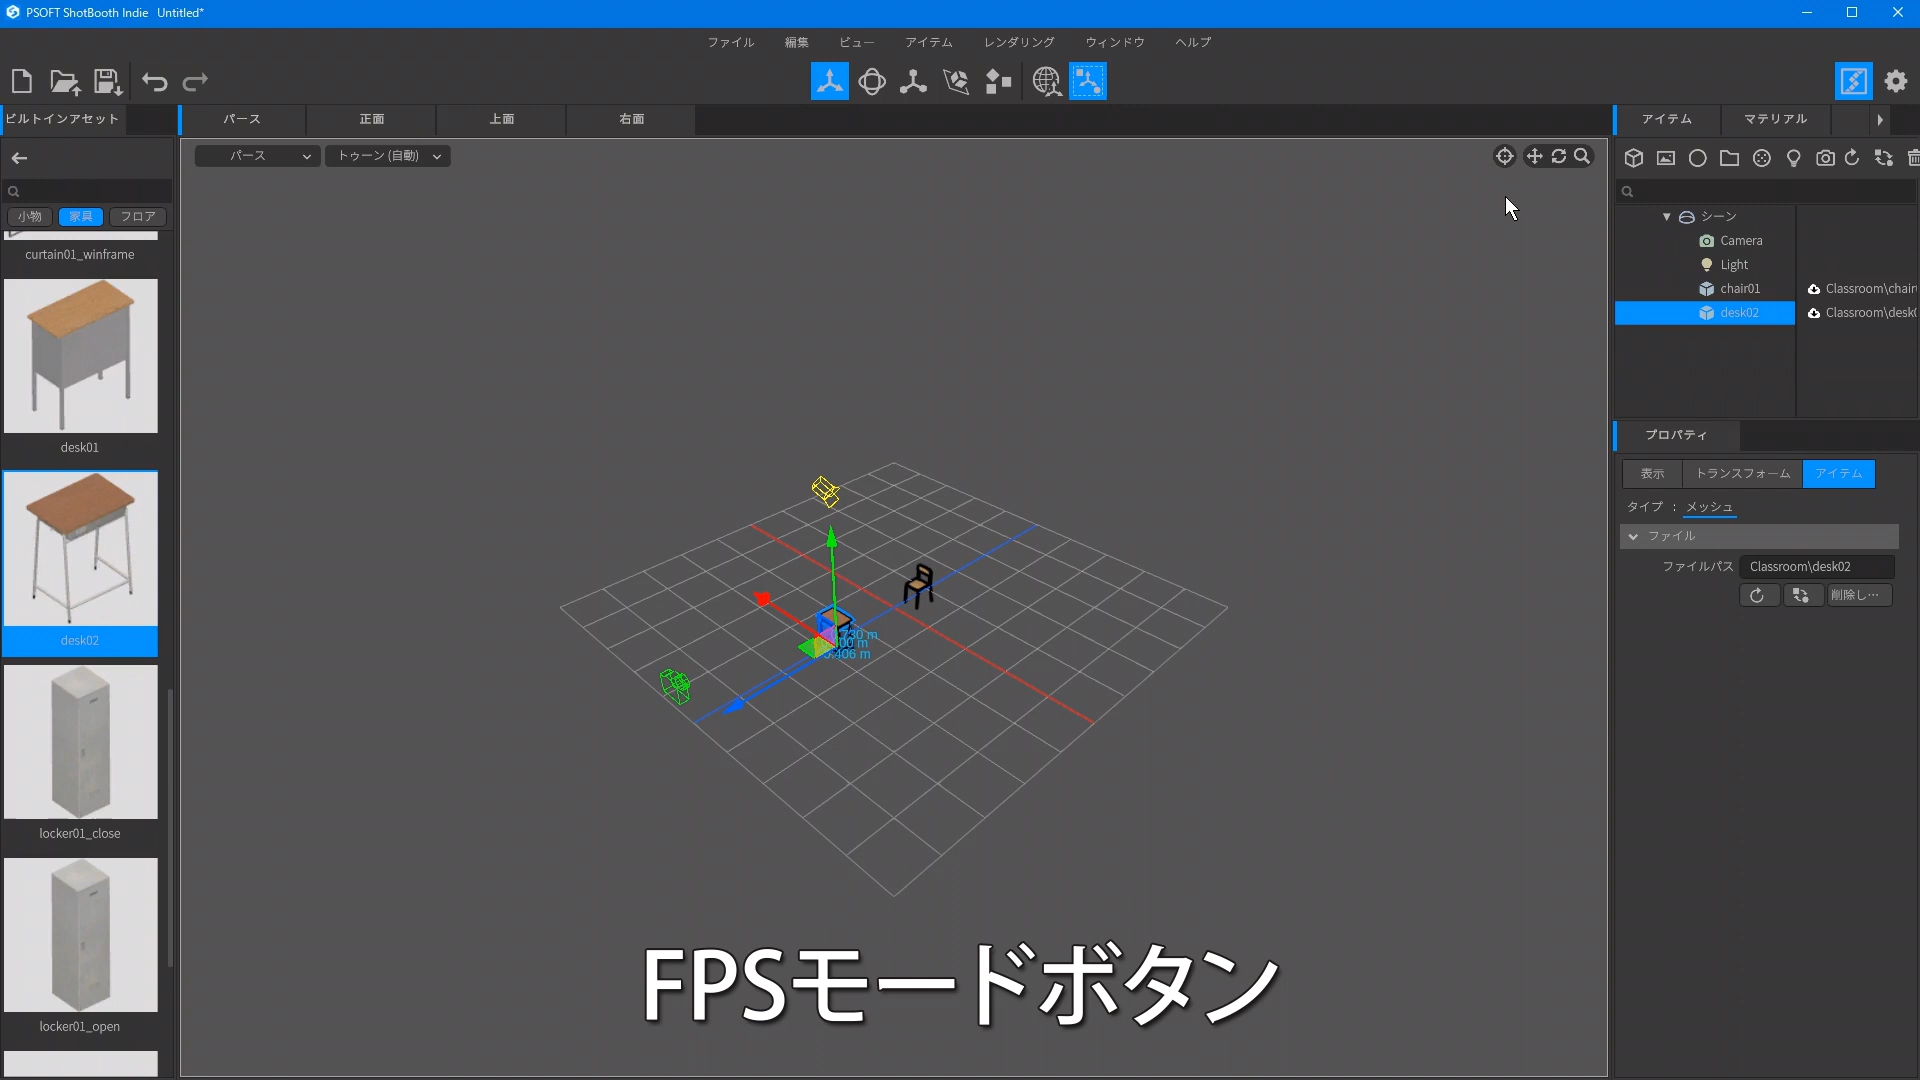 PSOFT ShotBooth Indie Untitled*
ファイル 編集 ビュー アイテム レンダリング ウィンドウ ヘルプ
ビルトインアセット
パース 正面 上面 右面
アイテム マテリアル
パース トゥーン (自動)
小物 家具 フロア
curtain01_winframe
desk01
desk02
locker01_close
locker01_open
シーン
Camera
Light
chair01 Classroom\chair
desk02 Classroom\desk0
プロパティ
表示 トランスフォーム アイテム
タイプ : メッシュ
ファイル
ファイルパス Classroom\desk02
削除し…
FPSモードボタン